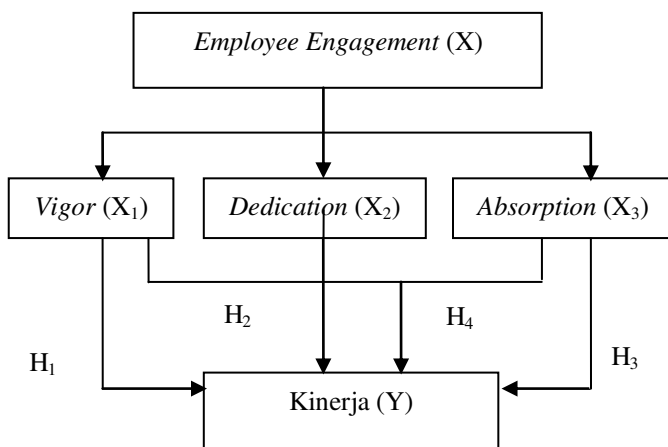 Employee Engagement (X)
Vigor (X₁)
Dedication (X₂)
Absorption (X₃)
H₂
H₄
H₁
H₃
Kinerja (Y)